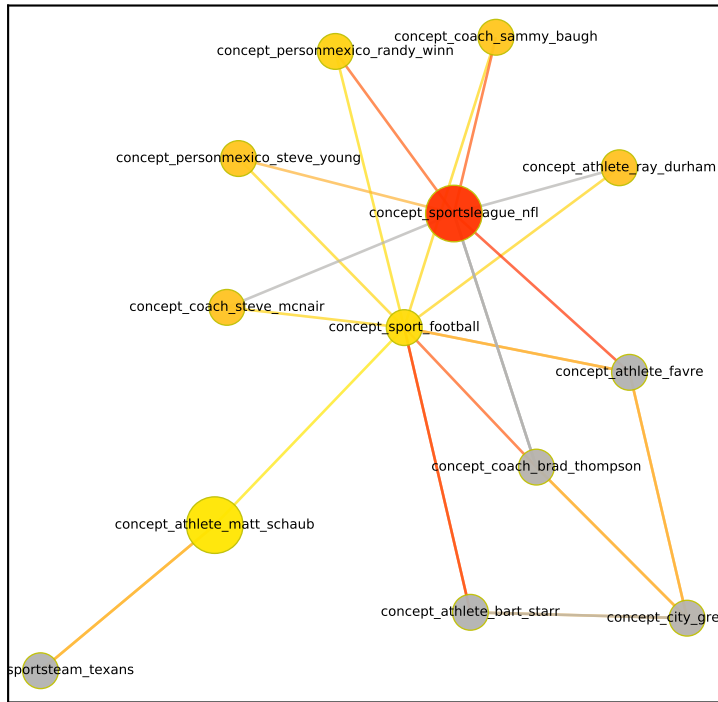 concept_coach_sammy_baugh
concept_personmexico_randy_winn
concept_personmexico_steve_young
concept_athlete_ray_durham
concept_sportsleague_nfl
concept_coach_steve_mcnair
concept_sport_football
concept_athlete_favre
concept_coach_brad_thompson
concept_athlete_matt_schaub
concept_athlete_bart_starr
concept_city_gre
sportsteam_texans